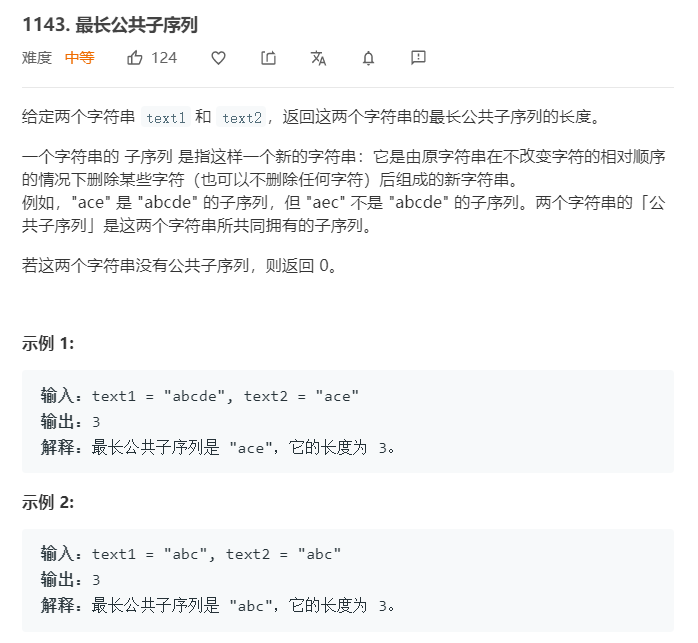 1143. 最长公共子序列
难度 中等 124
给定两个字符串 text1 和 text2，返回这两个字符串的最长公共子序列的长度。
一个字符串的 子序列 是指这样一个新的字符串：它是由原字符串在不改变字符的相对顺序
的情况下删除某些字符（也可以不删除任何字符）后组成的新字符串。
例如，"ace" 是 "abcde" 的子序列，但 "aec" 不是 "abcde" 的子序列。两个字符串的「公
共子序列」是这两个字符串所共同拥有的子序列。
若这两个字符串没有公共子序列，则返回 0。
示例 1:
输入：text1 = "abcde", text2 = "ace"
输出：3
解释：最长公共子序列是 "ace"，它的长度为 3。
示例 2:
输入：text1 = "abc", text2 = "abc"
输出：3
解释：最长公共子序列是 "abc"，它的长度为 3。